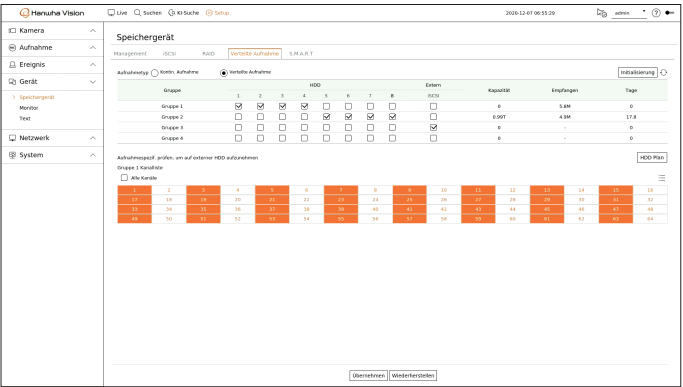 Hanwha Vision
Live Suchen KI-Suche Setup 2020-12-07 06:55:29 admin ?
Kamera
Aufnahme
Ereignis
Gerät
Speichergerät
Monitor
Text
Netzwerk
System
Speichergerät
Management iSCSI RAID Verteilte Aufnahme S.M.A.R.T
Aufnahmetyp Kontin. Aufnahme Verteilte Aufnahme Initialisierung
Gruppe HDD Extern Kapazität Empfangen Tage
1 2 3 4 5 6 7 8 iSCSI
Gruppe 1 0 5.8M 0
Gruppe 2 0.99T 4.9M 17.8
Gruppe 3 0 - 0
Gruppe 4 0 - 0
Aufnahmespezif. prüfen, um auf externer HDD aufzunehmen HDD Plan
Gruppe 1 Kanalliste
Alle Kanäle
1 2 3 4 5 6 7 8 9 10 11 12 13 14 15 16
17 18 19 20 21 22 23 24 25 26 27 28 29 30 31 32
33 34 35 36 37 38 39 40 41 42 43 44 45 46 47 48
49 50 51 52 53 54 55 56 57 58 59 60 61 62 63 64
Übernehmen Wiederherstellen